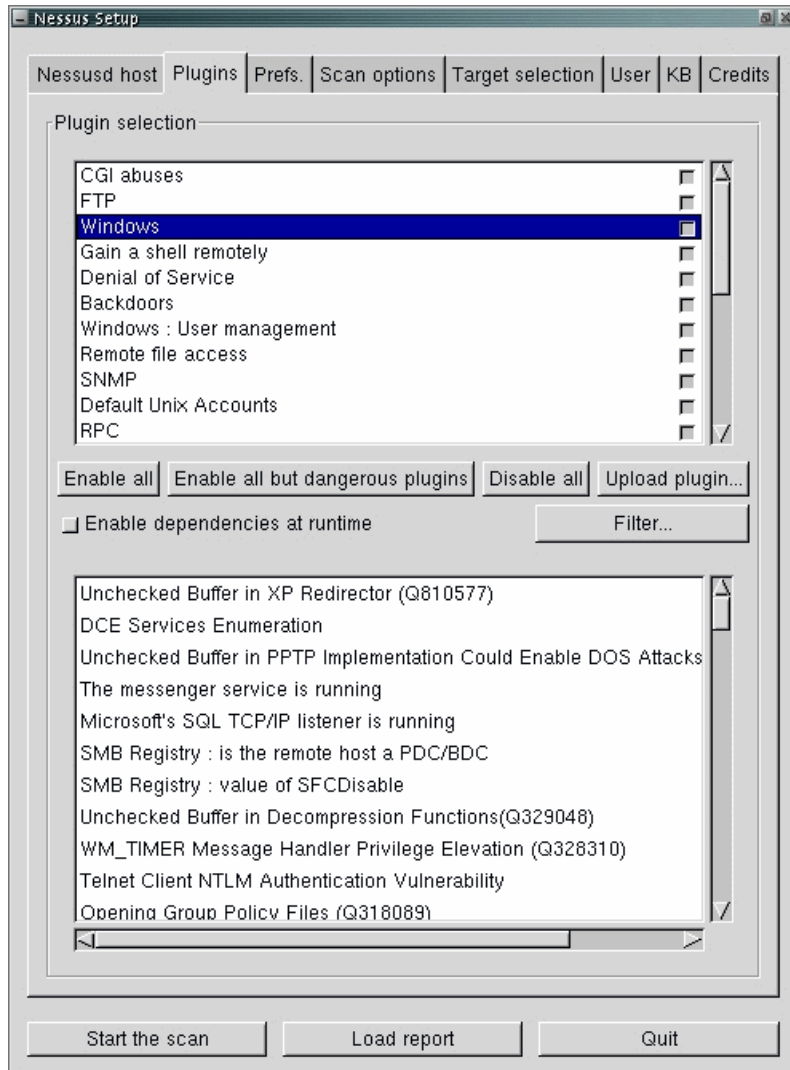 Nessus Setup
Nessusd host Plugins Prefs. Scan options Target selection User KB Credits
Plugin selection
CGI abuses
FTP
Windows
Gain a shell remotely
Denial of Service
Backdoors
Windows : User management
Remote file access
SNMP
Default Unix Accounts
RPC
Enable all Enable all but dangerous plugins Disable all Upload plugin...
Enable dependencies at runtime Filter...
Unchecked Buffer in XP Redirector (Q810577)
DCE Services Enumeration
Unchecked Buffer in PPTP Implementation Could Enable DOS Attacks
The messenger service is running
Microsoft's SQL TCP/IP listener is running
SMB Registry : is the remote host a PDC/BDC
SMB Registry : value of SFCDisable
Unchecked Buffer in Decompression Functions(Q329048)
WM_TIMER Message Handler Privilege Elevation (Q328310)
Telnet Client NTLM Authentication Vulnerability
Opening Group Policy Files (Q318089)
Start the scan Load report Quit